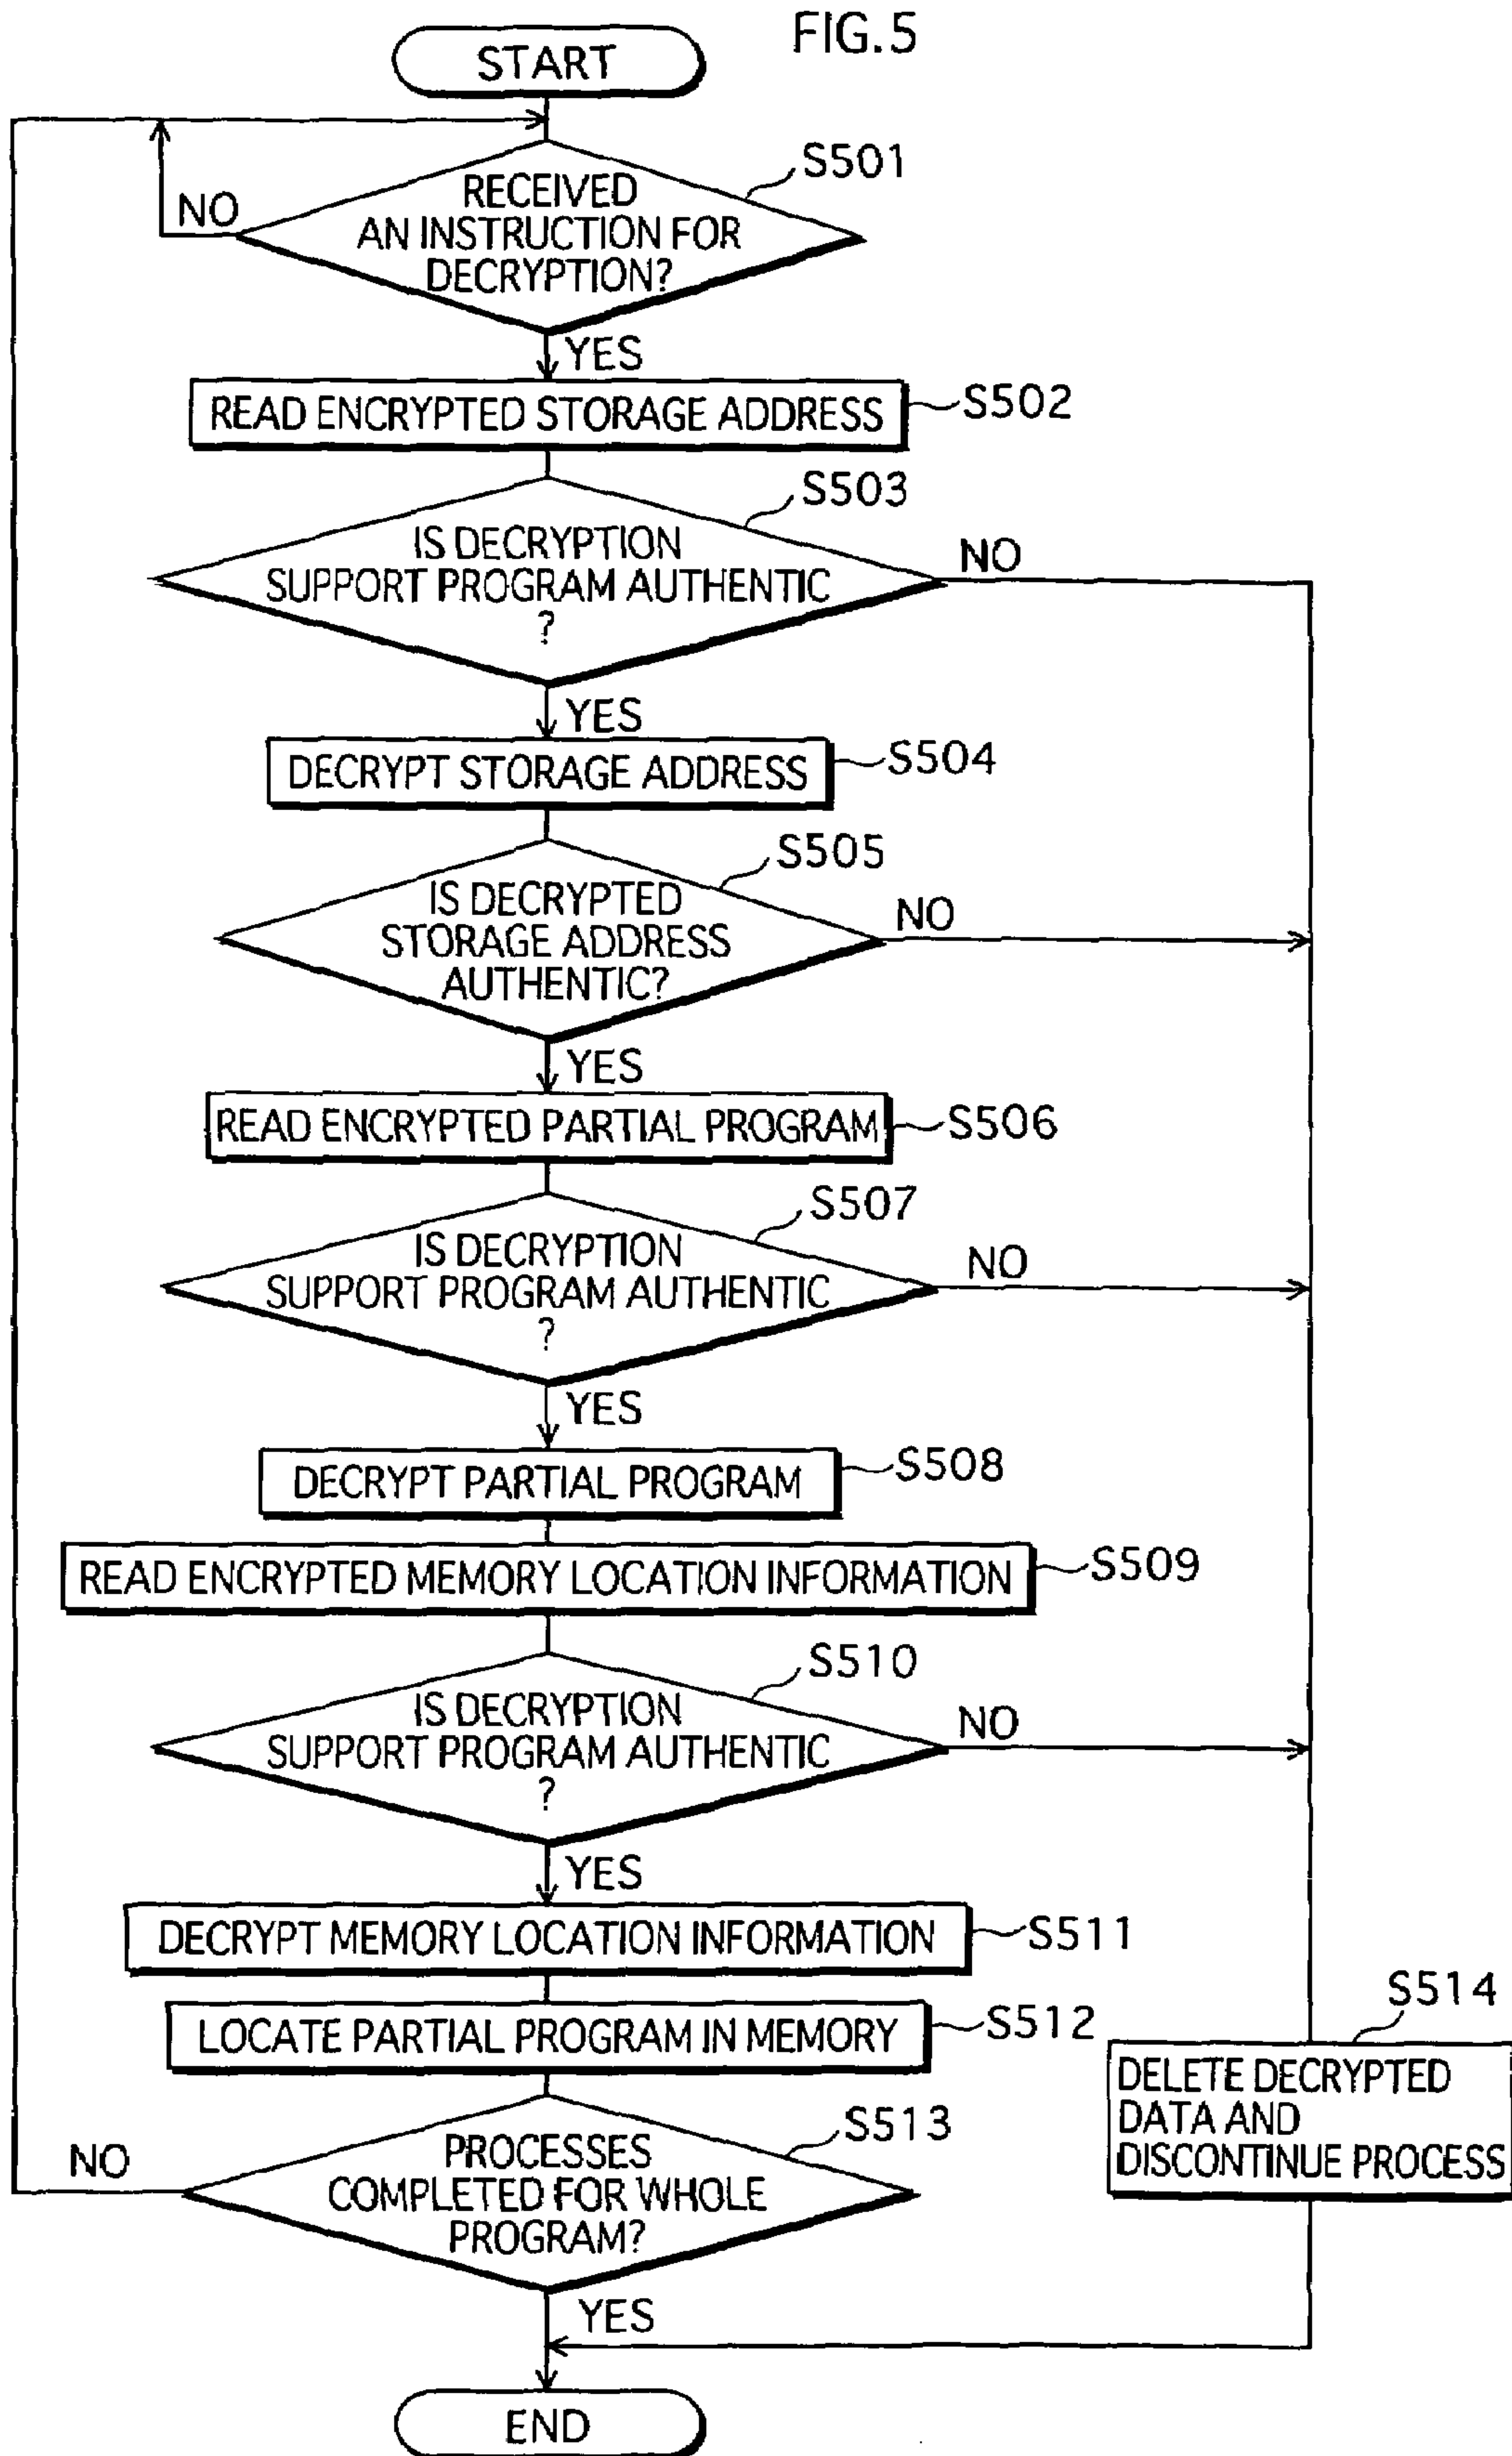 FIG.5
START
S501
RECEIVED
AN INSTRUCTION FOR
DECRYPTION?
NO
YES
READ ENCRYPTED STORAGE ADDRESS
S502
S503
IS DECRYPTION
SUPPORT PROGRAM AUTHENTIC
?
NO
YES
DECRYPT STORAGE ADDRESS
S504
S505
IS DECRYPTED
STORAGE ADDRESS
AUTHENTIC?
NO
YES
READ ENCRYPTED PARTIAL PROGRAM
S506
S507
IS DECRYPTION
SUPPORT PROGRAM AUTHENTIC
?
NO
YES
DECRYPT PARTIAL PROGRAM
S508
READ ENCRYPTED MEMORY LOCATION INFORMATION
S509
S510
IS DECRYPTION
SUPPORT PROGRAM AUTHENTIC
?
NO
YES
DECRYPT MEMORY LOCATION INFORMATION
S511
LOCATE PARTIAL PROGRAM IN MEMORY
S512
S513
PROCESSES
COMPLETED FOR WHOLE
PROGRAM?
NO
YES
S514
DELETE DECRYPTED
DATA AND
DISCONTINUE PROCESS
END